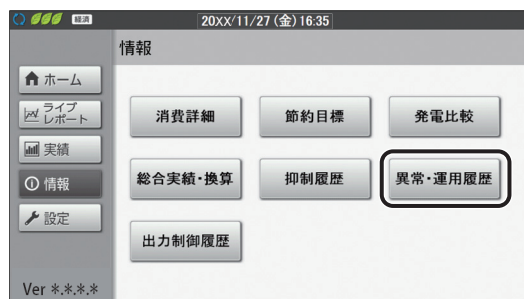 経済 20XX/11/27(金)16:35
情報
ホーム
ライブ
レポート
実績
情報
設定
消費詳細 節約目標 発電比較
総合実績・換算 抑制履歴 異常・運用履歴
出力制御履歴
Ver *.*.*.*